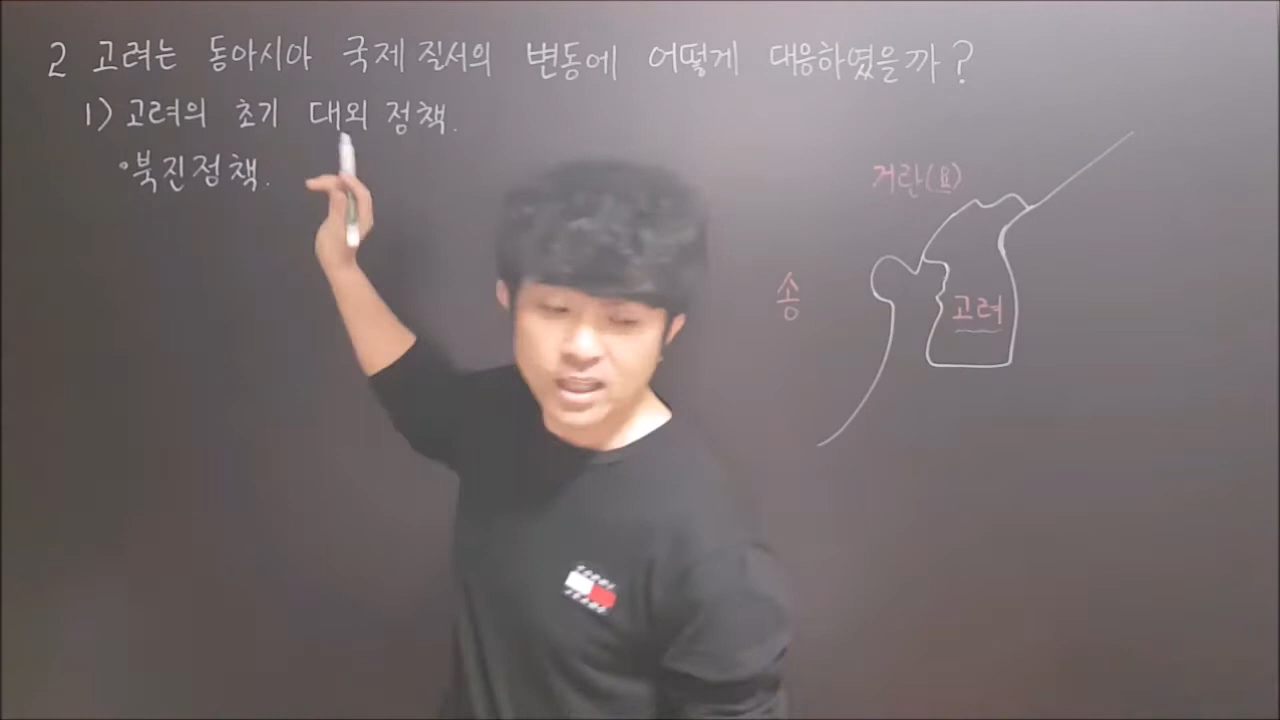 2 고려는 동아시아 국제 질서의 변동에 어떻게 대응하였을까?
1) 고려의 초기 대외 정책.
•북진정책.
거란(요)
송
고려
TOMMY
JEANS